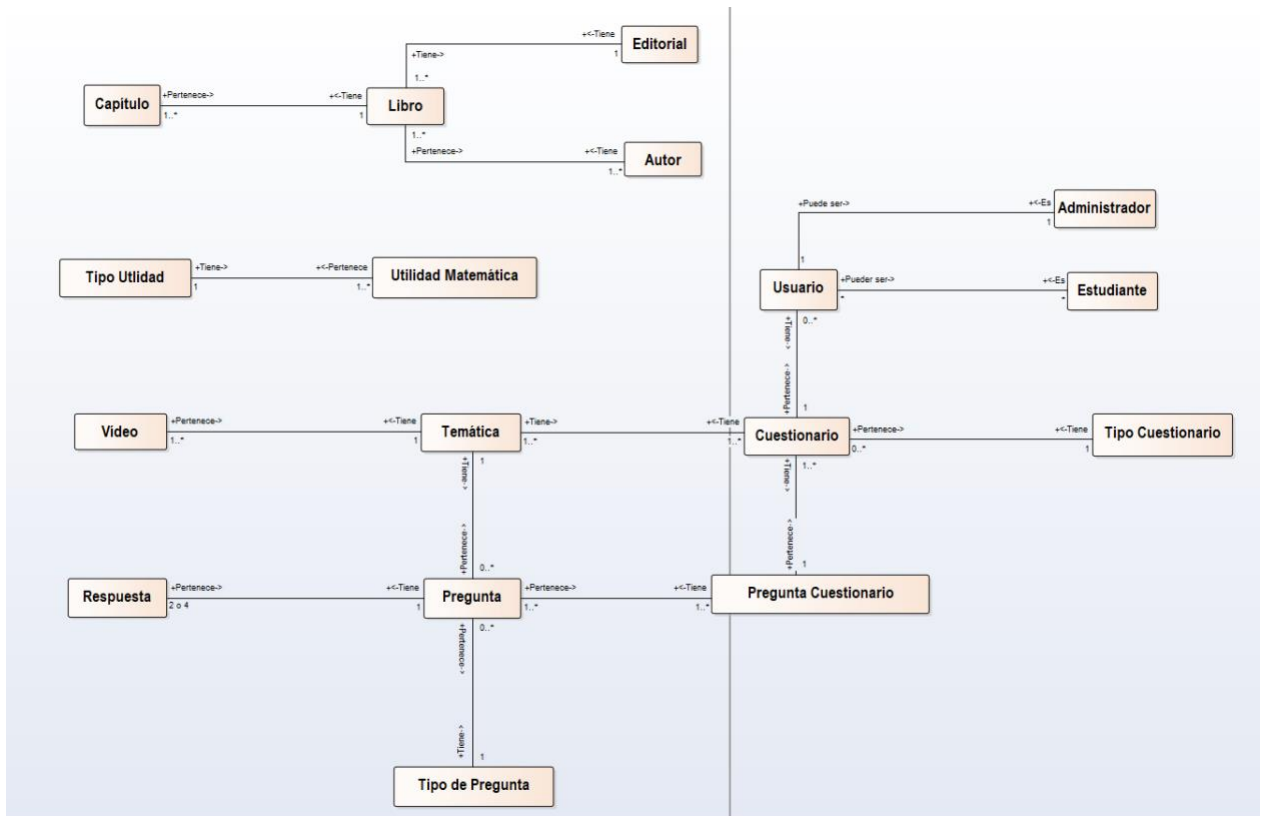 +<-Tiene
Editorial
1
+Tiene->
1..*
Capitulo
+Pertenece->
1..*
+<-Tiene
1
Libro
1..*
+Pertenece->
+<-Tiene
1..*
Autor
+Puede ser->
+<-Es
1
Administrador
1
Tipo Utlidad
+Tiene->
1
+<-Pertenece
1..*
Utilidad Matemática
Usuario
+Pueder ser->
*
+<-Es
*
Estudiante
0..*
+Tiene->
+Pertenece->
1
Video
+Pertenece->
1..*
+<-Tiene
1
Temática
+Tiene->
1..*
+<-Tiene
1..*
Cuestionario
+Pertenece->
0..*
+<-Tiene
1
Tipo Cuestionario
1
+Tiene->
+Pertenece->
0..*
1..*
+Tiene->
+Pertenece->
1
Respuesta
+Pertenece->
2 o 4
+<-Tiene
1
Pregunta
+Pertenece->
1..*
+<-Tiene
1..*
Pregunta Cuestionario
0..*
+Pertenece->
+Tiene->
1
Tipo de Pregunta